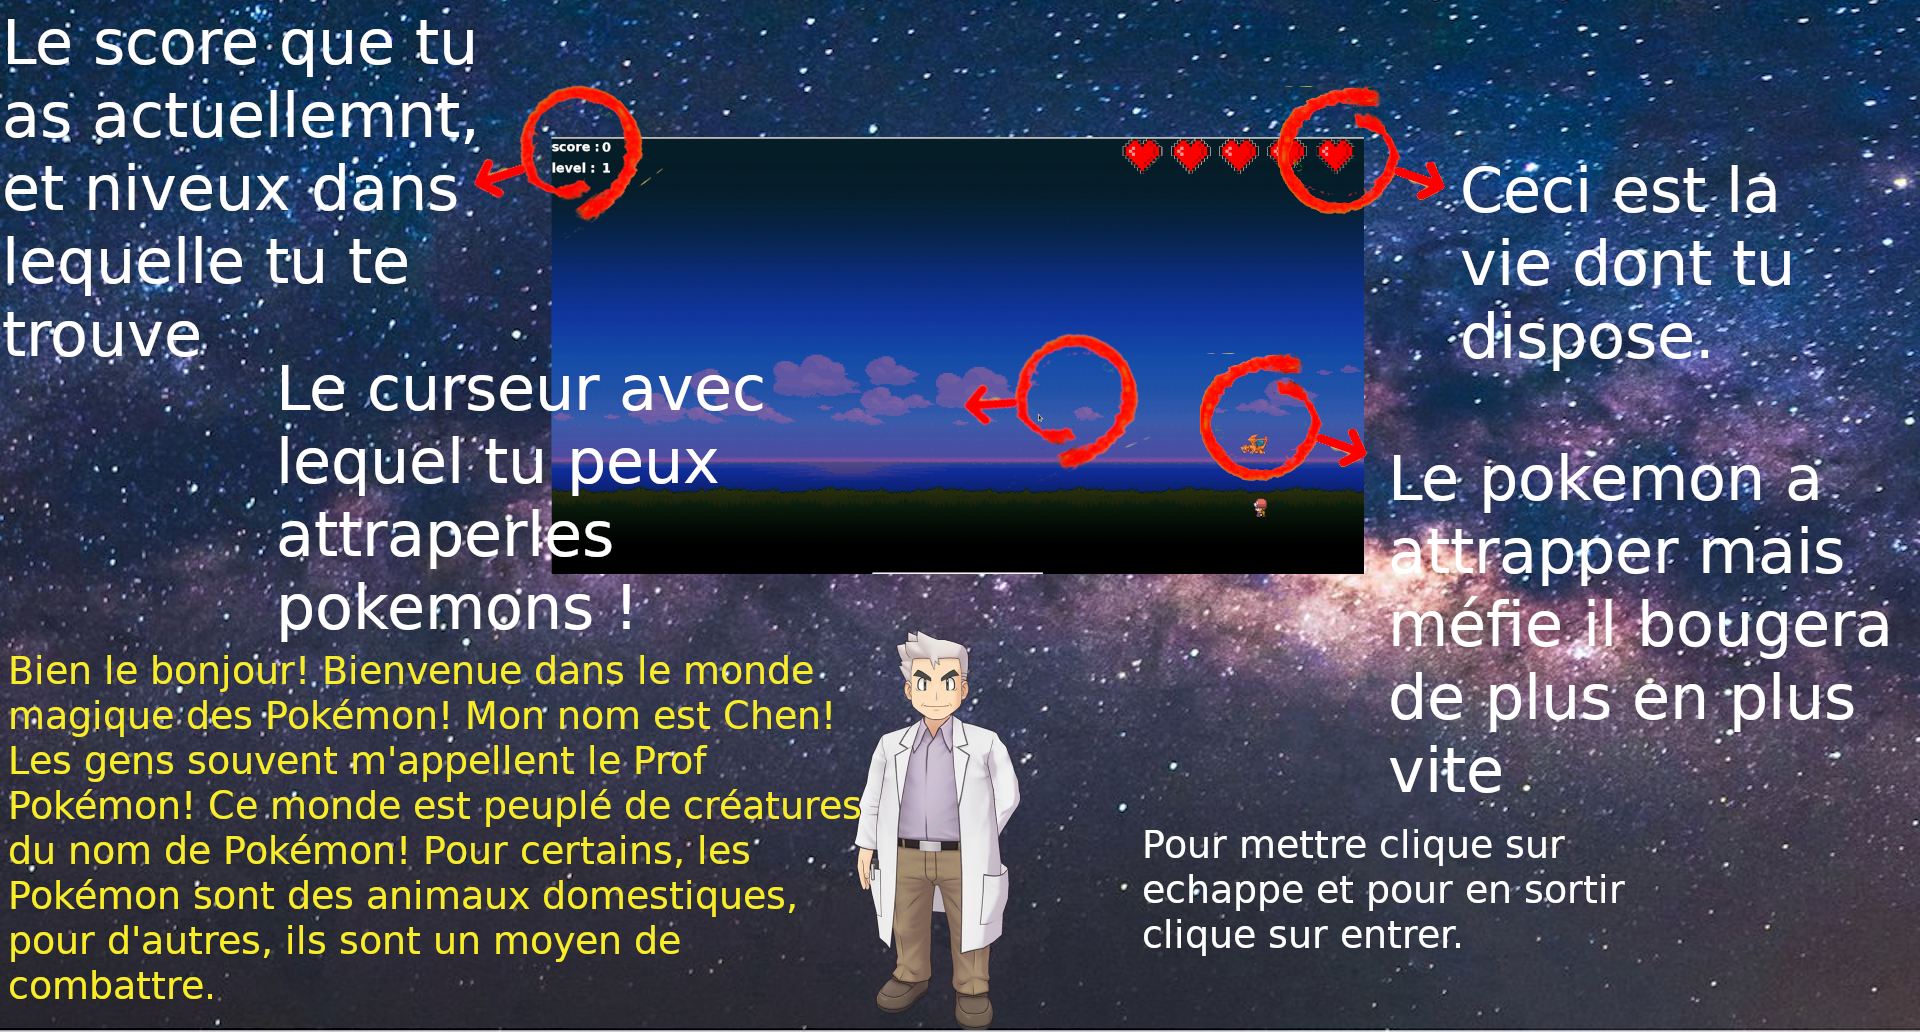 Le score que tu
as actuellemnt,
et niveux dans
lequelle tu te
trouve
score : 0
level : 1
Ceci est la
vie dont tu
dispose.
Le curseur avec
lequel tu peux
attraperles
pokemons !
Le pokemon a
attrapper mais
méfie il bougera
de plus en plus
vite
Bien le bonjour! Bienvenue dans le monde
magique des Pokémon! Mon nom est Chen!
Les gens souvent m'appellent le Prof
Pokémon! Ce monde est peuplé de créatures
du nom de Pokémon! Pour certains, les
Pokémon sont des animaux domestiques,
pour d'autres, ils sont un moyen de
combattre.
Pour mettre clique sur
echappe et pour en sortir
clique sur entrer.